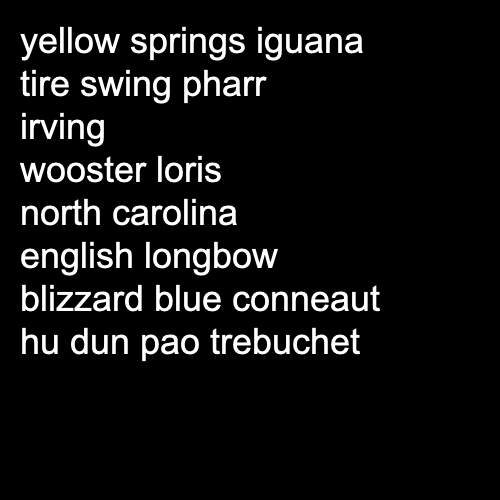 yellow springs iguana
tire swing pharr
irving
wooster loris
north carolina
english longbow
blizzard blue conneaut
hu dun pao trebuchet